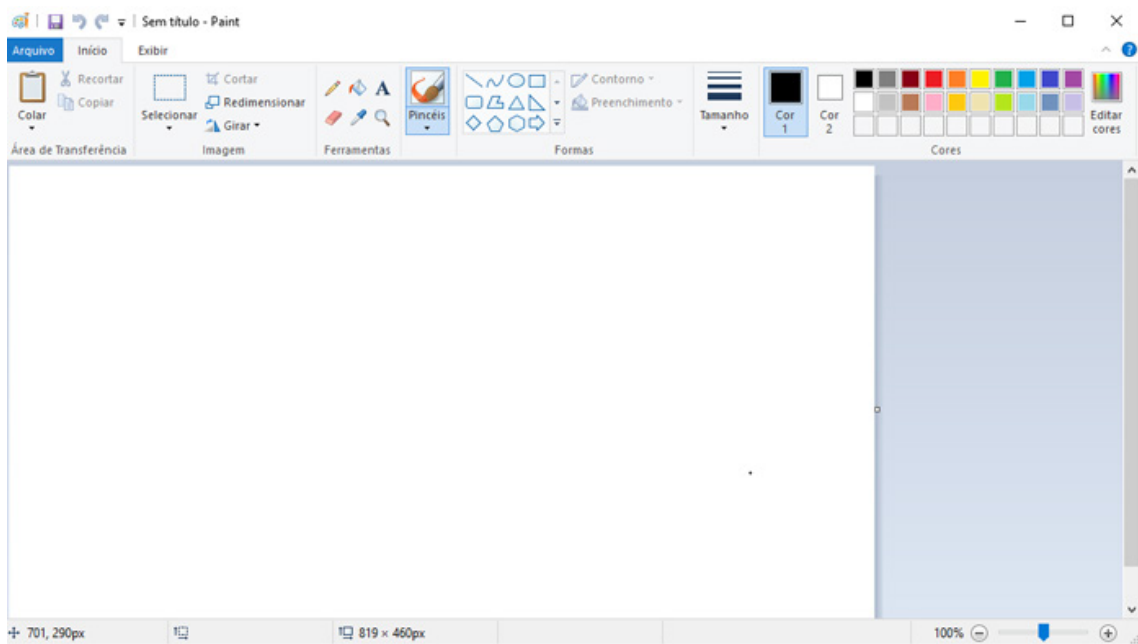 Sem título - Paint
Arquivo Início Exibir
Recortar Cortar Contorno
Copiar Redimensionar Preenchimento
Colar Selecionar Girar Pincéis Tamanho Cor 1 Cor 2 Editar cores
Área de Transferência Imagem Ferramentas Formas Cores
701, 290px 819 × 460px 100%